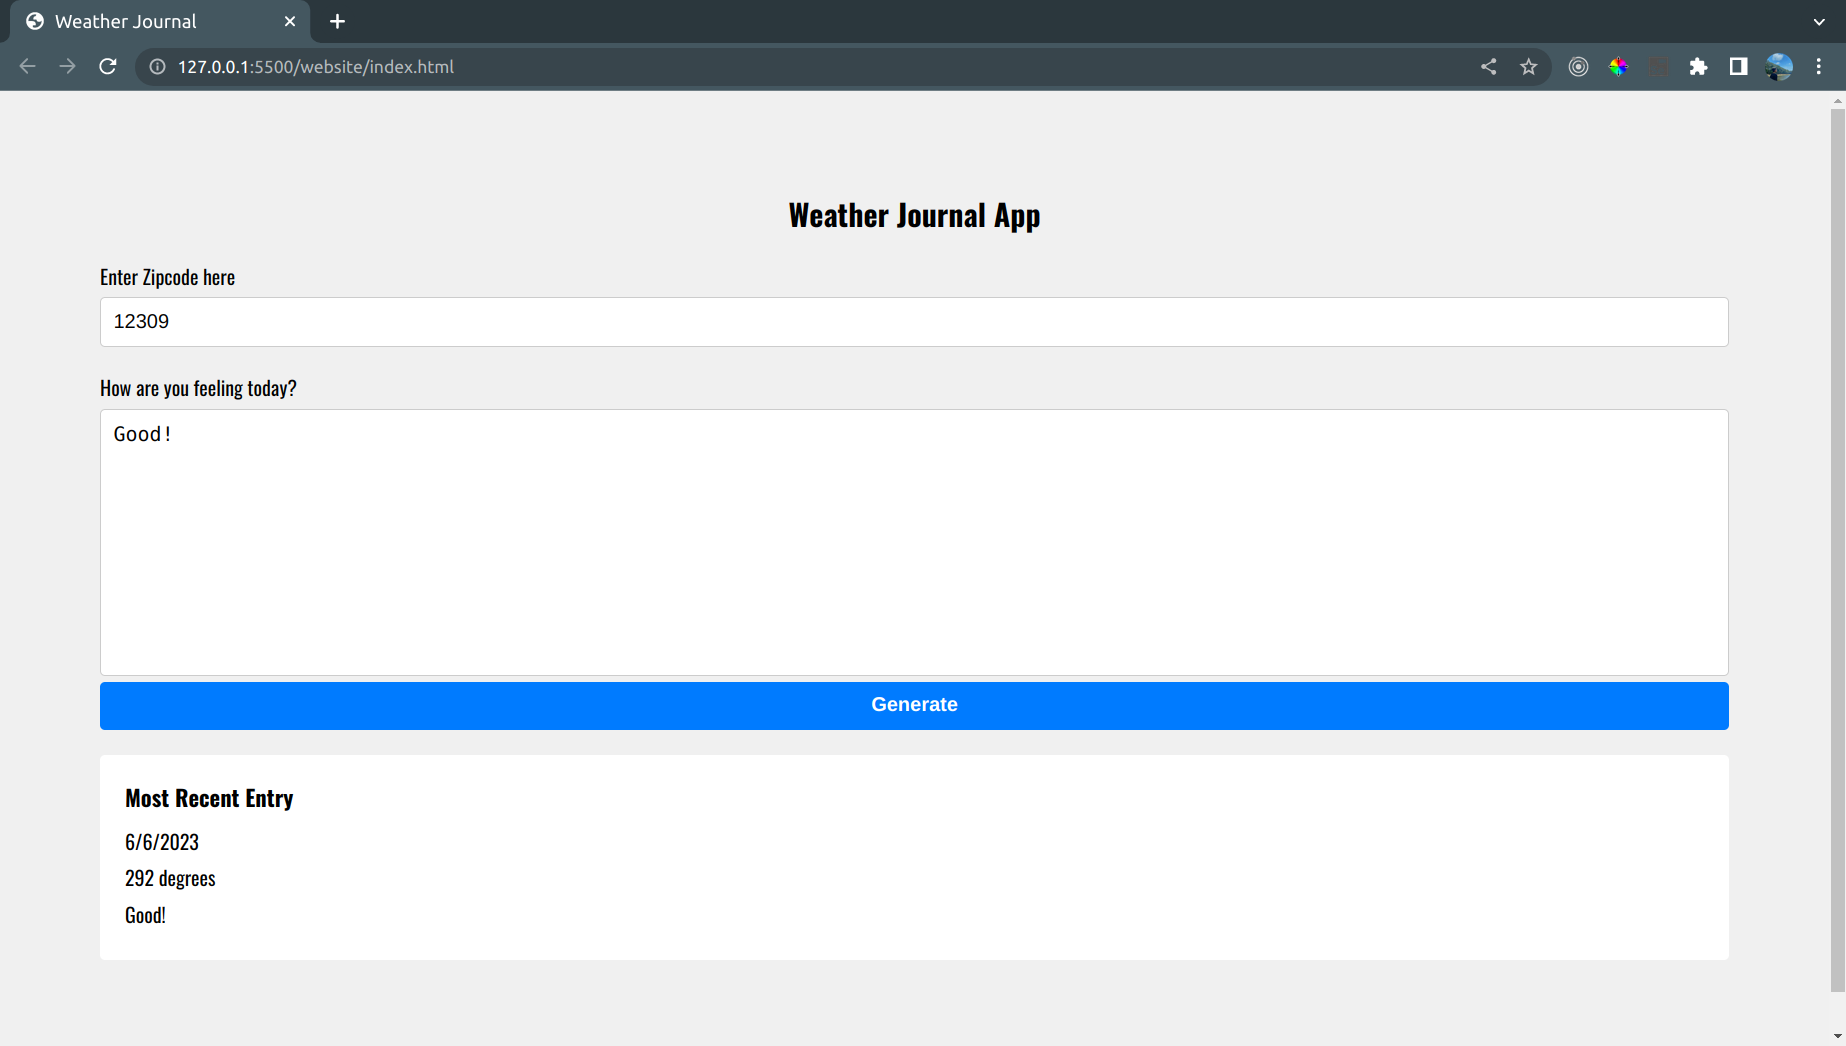 Weather Journal
127.0.0.1:5500/website/index.html
Weather Journal App
Enter Zipcode here
12309
How are you feeling today?
Good!
Generate
Most Recent Entry
6/6/2023
292 degrees
Good!